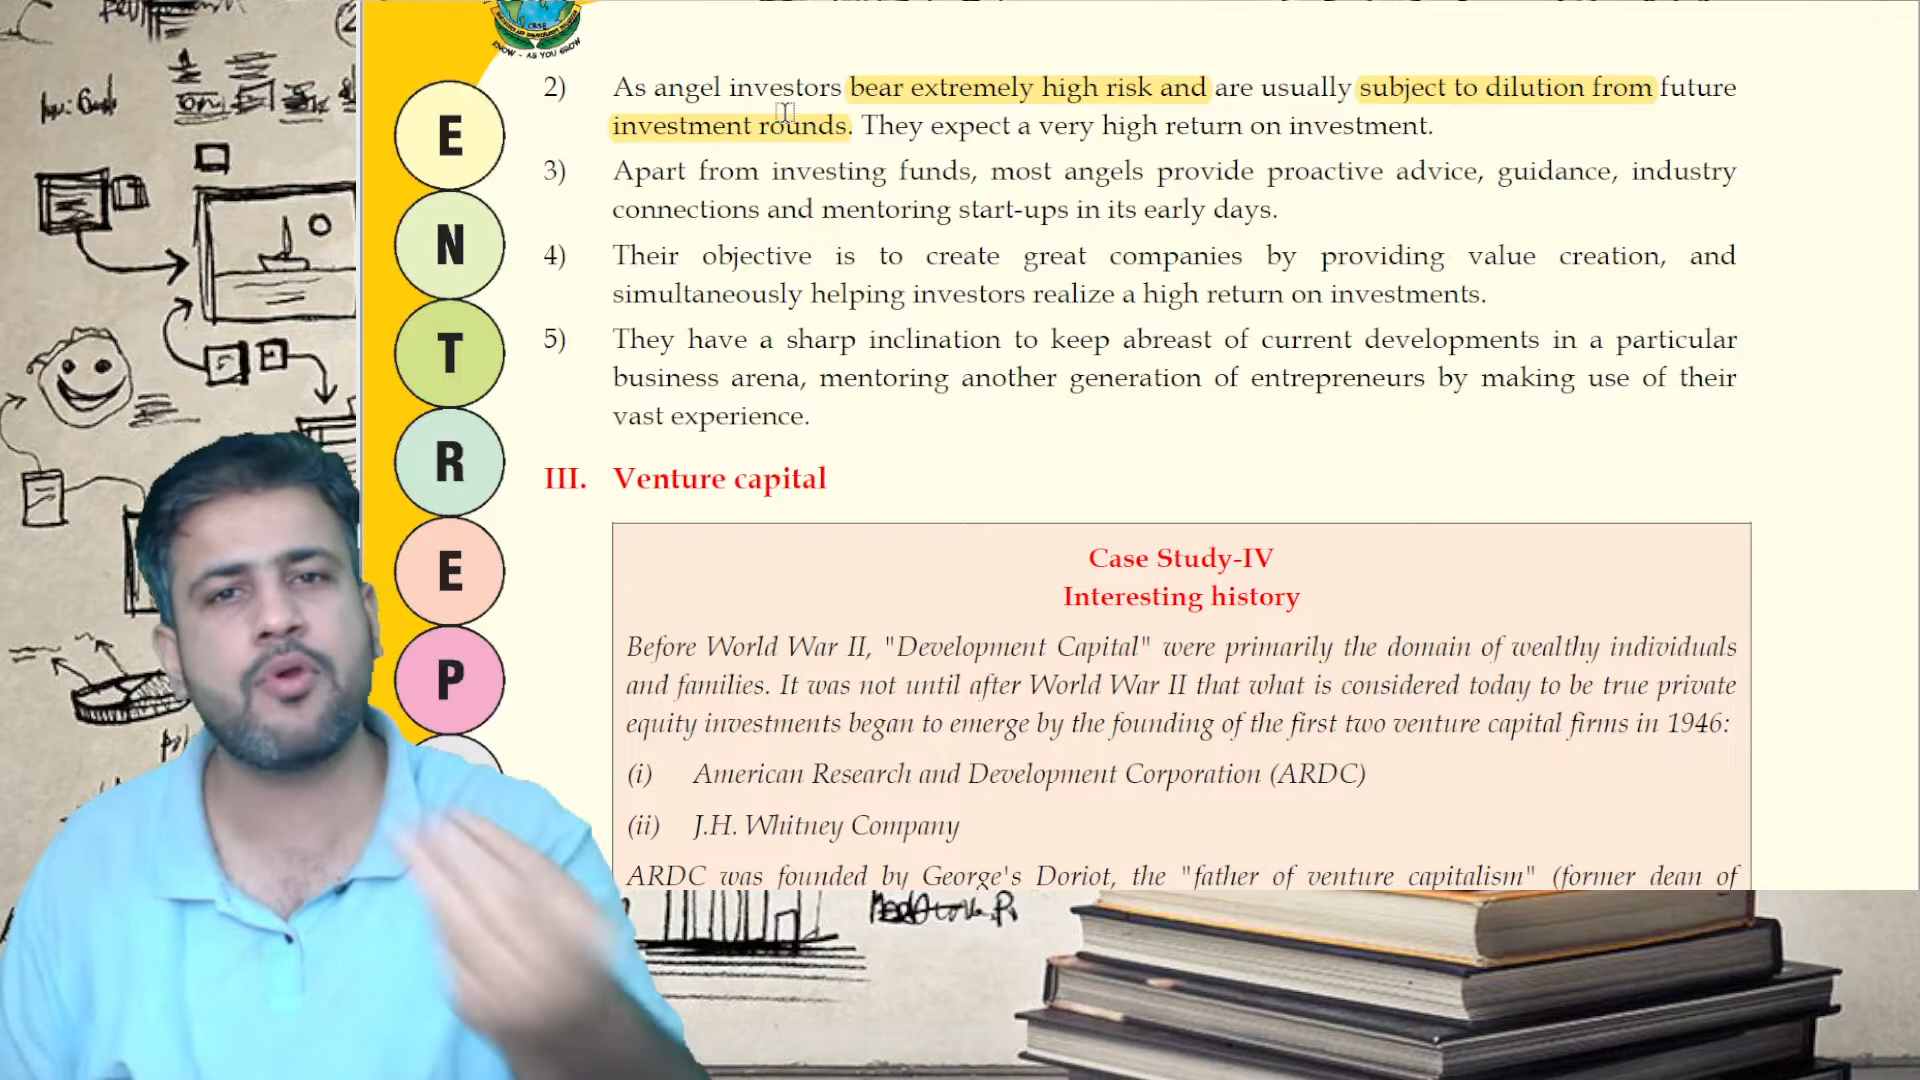 CBSE
KNOW - AS YOU GROW
2) As angel investors bear extremely high risk and are usually subject to dilution from future
investment rounds. They expect a very high return on investment.
3) Apart from investing funds, most angels provide proactive advice, guidance, industry
connections and mentoring start-ups in its early days.
4) Their objective is to create great companies by providing value creation, and
simultaneously helping investors realize a high return on investments.
5) They have a sharp inclination to keep abreast of current developments in a particular
business arena, mentoring another generation of entrepreneurs by making use of their
vast experience.
III. Venture capital
Case Study-IV
Interesting history
Before World War II, "Development Capital" were primarily the domain of wealthy individuals
and families. It was not until after World War II that what is considered today to be true private
equity investments began to emerge by the founding of the first two venture capital firms in 1946:
(i) American Research and Development Corporation (ARDC)
(ii) J.H. Whitney Company
ARDC was founded by George's Doriot, the "father of venture capitalism" (former dean of
E
N
T
R
E
P